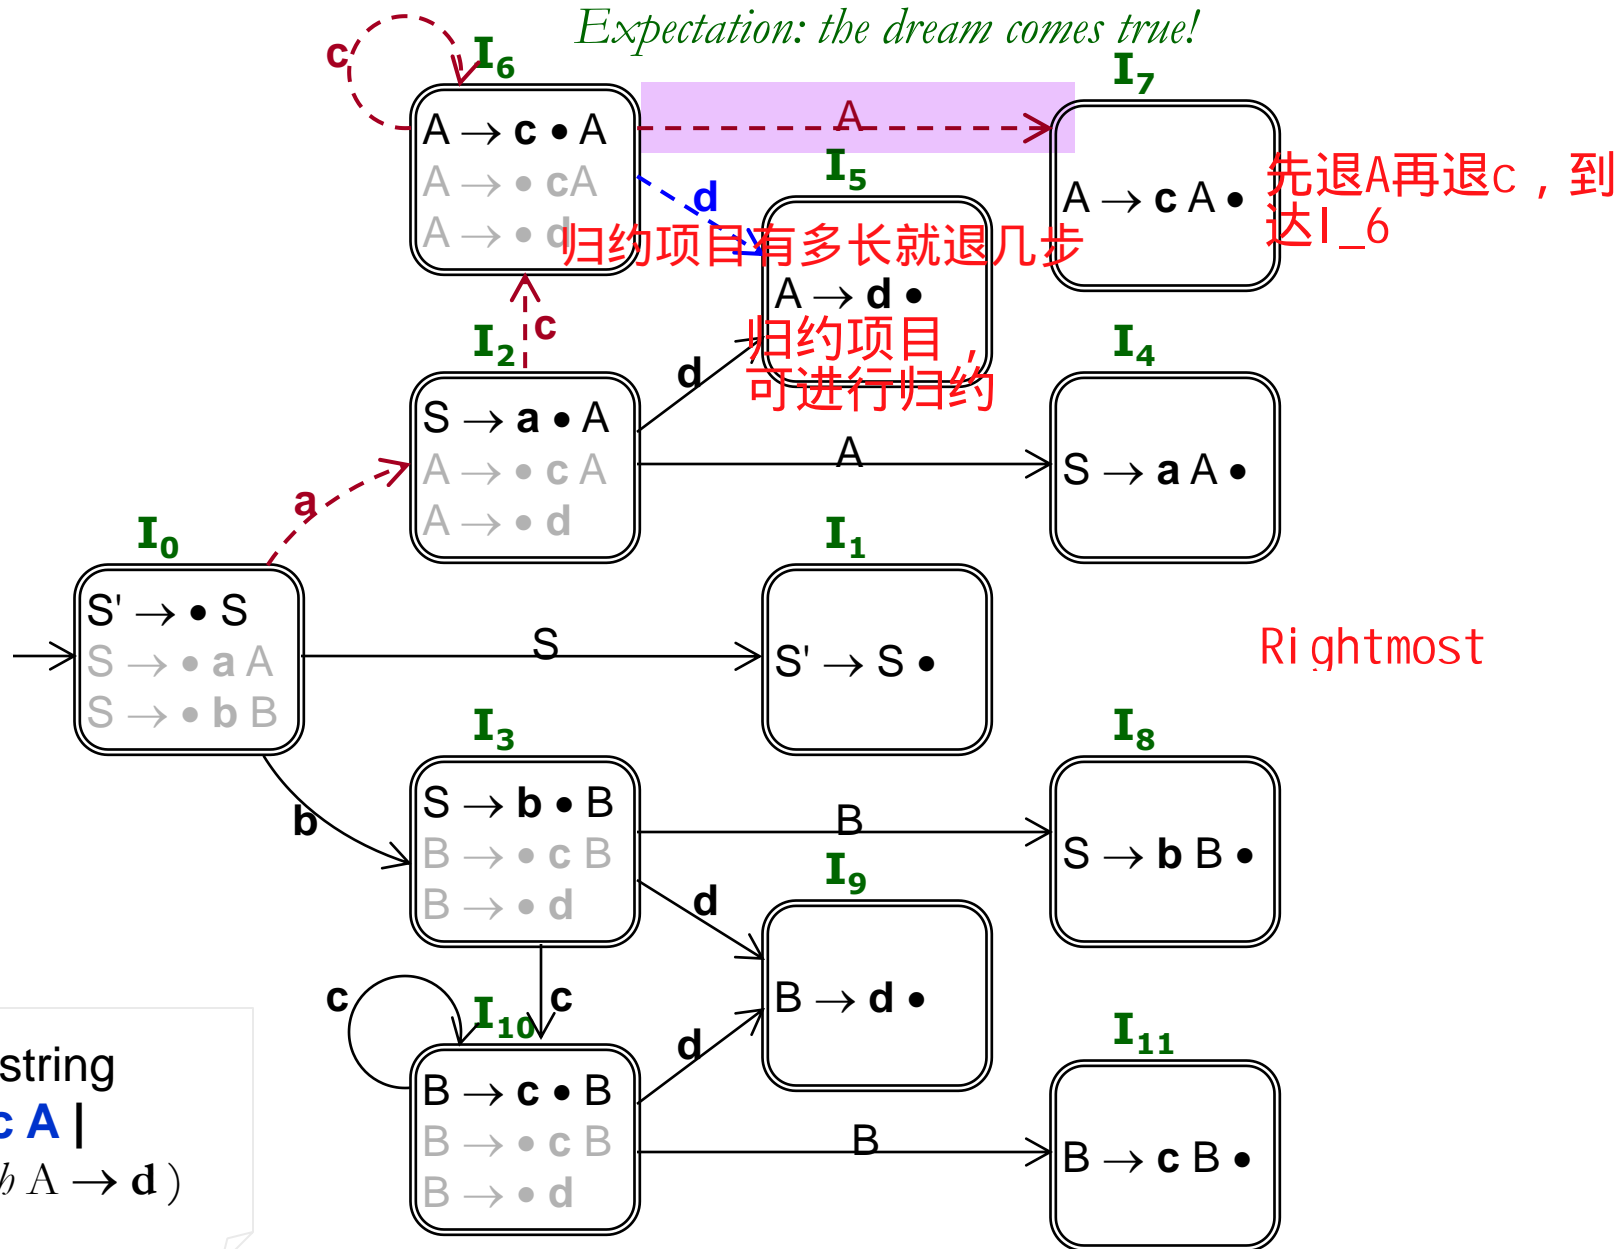 Expectation: the dream comes true!
c
I6
A → c • A
A → • cA
A → • d
A
I7
A → c A •
先退A再退c，到
达I_6
d
I5
归约项目有多长就退几步
A → d •
归约项目，
可进行归约
c
I2
S → a • A
A → • c A
A → • d
d
A
I4
S → a A •
a
I0
S' → • S
S → • a A
S → • b B
S
I1
S' → S •
Rightmost
b
I3
S → b • B
B → • c B
B → • d
B
I8
S → b B •
d
I9
B → d •
c
c
I10
B → c • B
B → • c B
B → • d
d
B
I11
B → c B •
string
c A |
A → d )